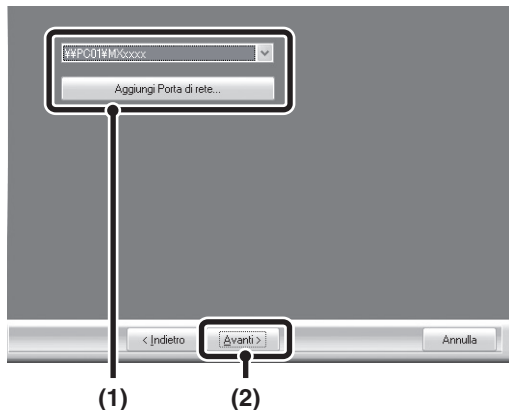 ¥¥PC01¥MXxxxx
Aggiungi Porta di rete...
< Indietro
Avanti >
Annulla
(1)
(2)